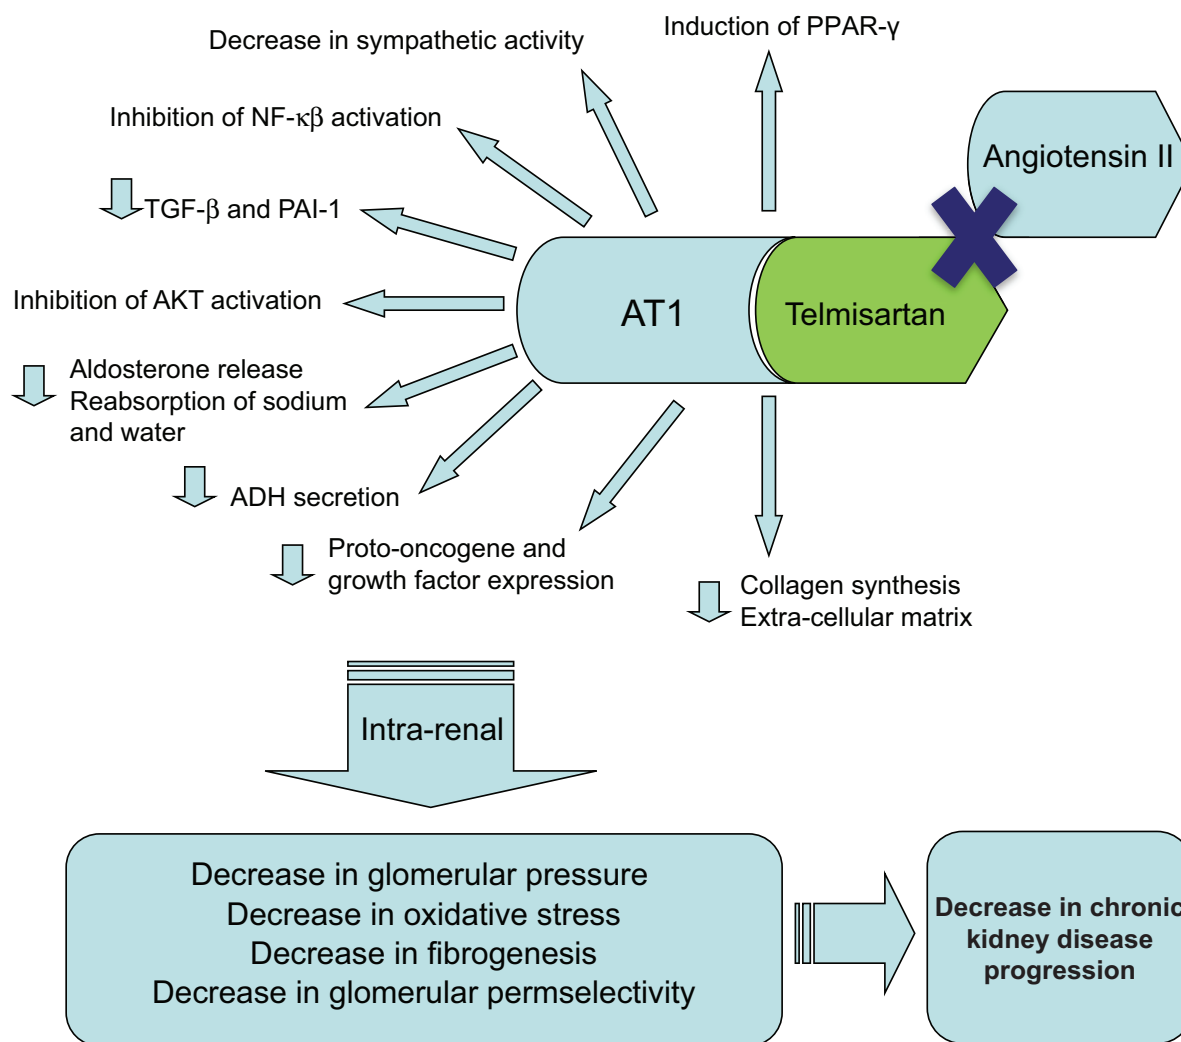 Induction of PPAR-γ
Decrease in sympathetic activity
Inhibition of NF-κβ activation
Angiotensin II
TGF-β and PAI-1
Inhibition of AKT activation
AT1
Telmisartan
Aldosterone release
Reabsorption of sodium
and water
ADH secretion
Proto-oncogene and
growth factor expression
Collagen synthesis
Extra-cellular matrix
Intra-renal
Decrease in glomerular pressure
Decrease in oxidative stress
Decrease in fibrogenesis
Decrease in glomerular permselectivity
Decrease in chronic
kidney disease
progression